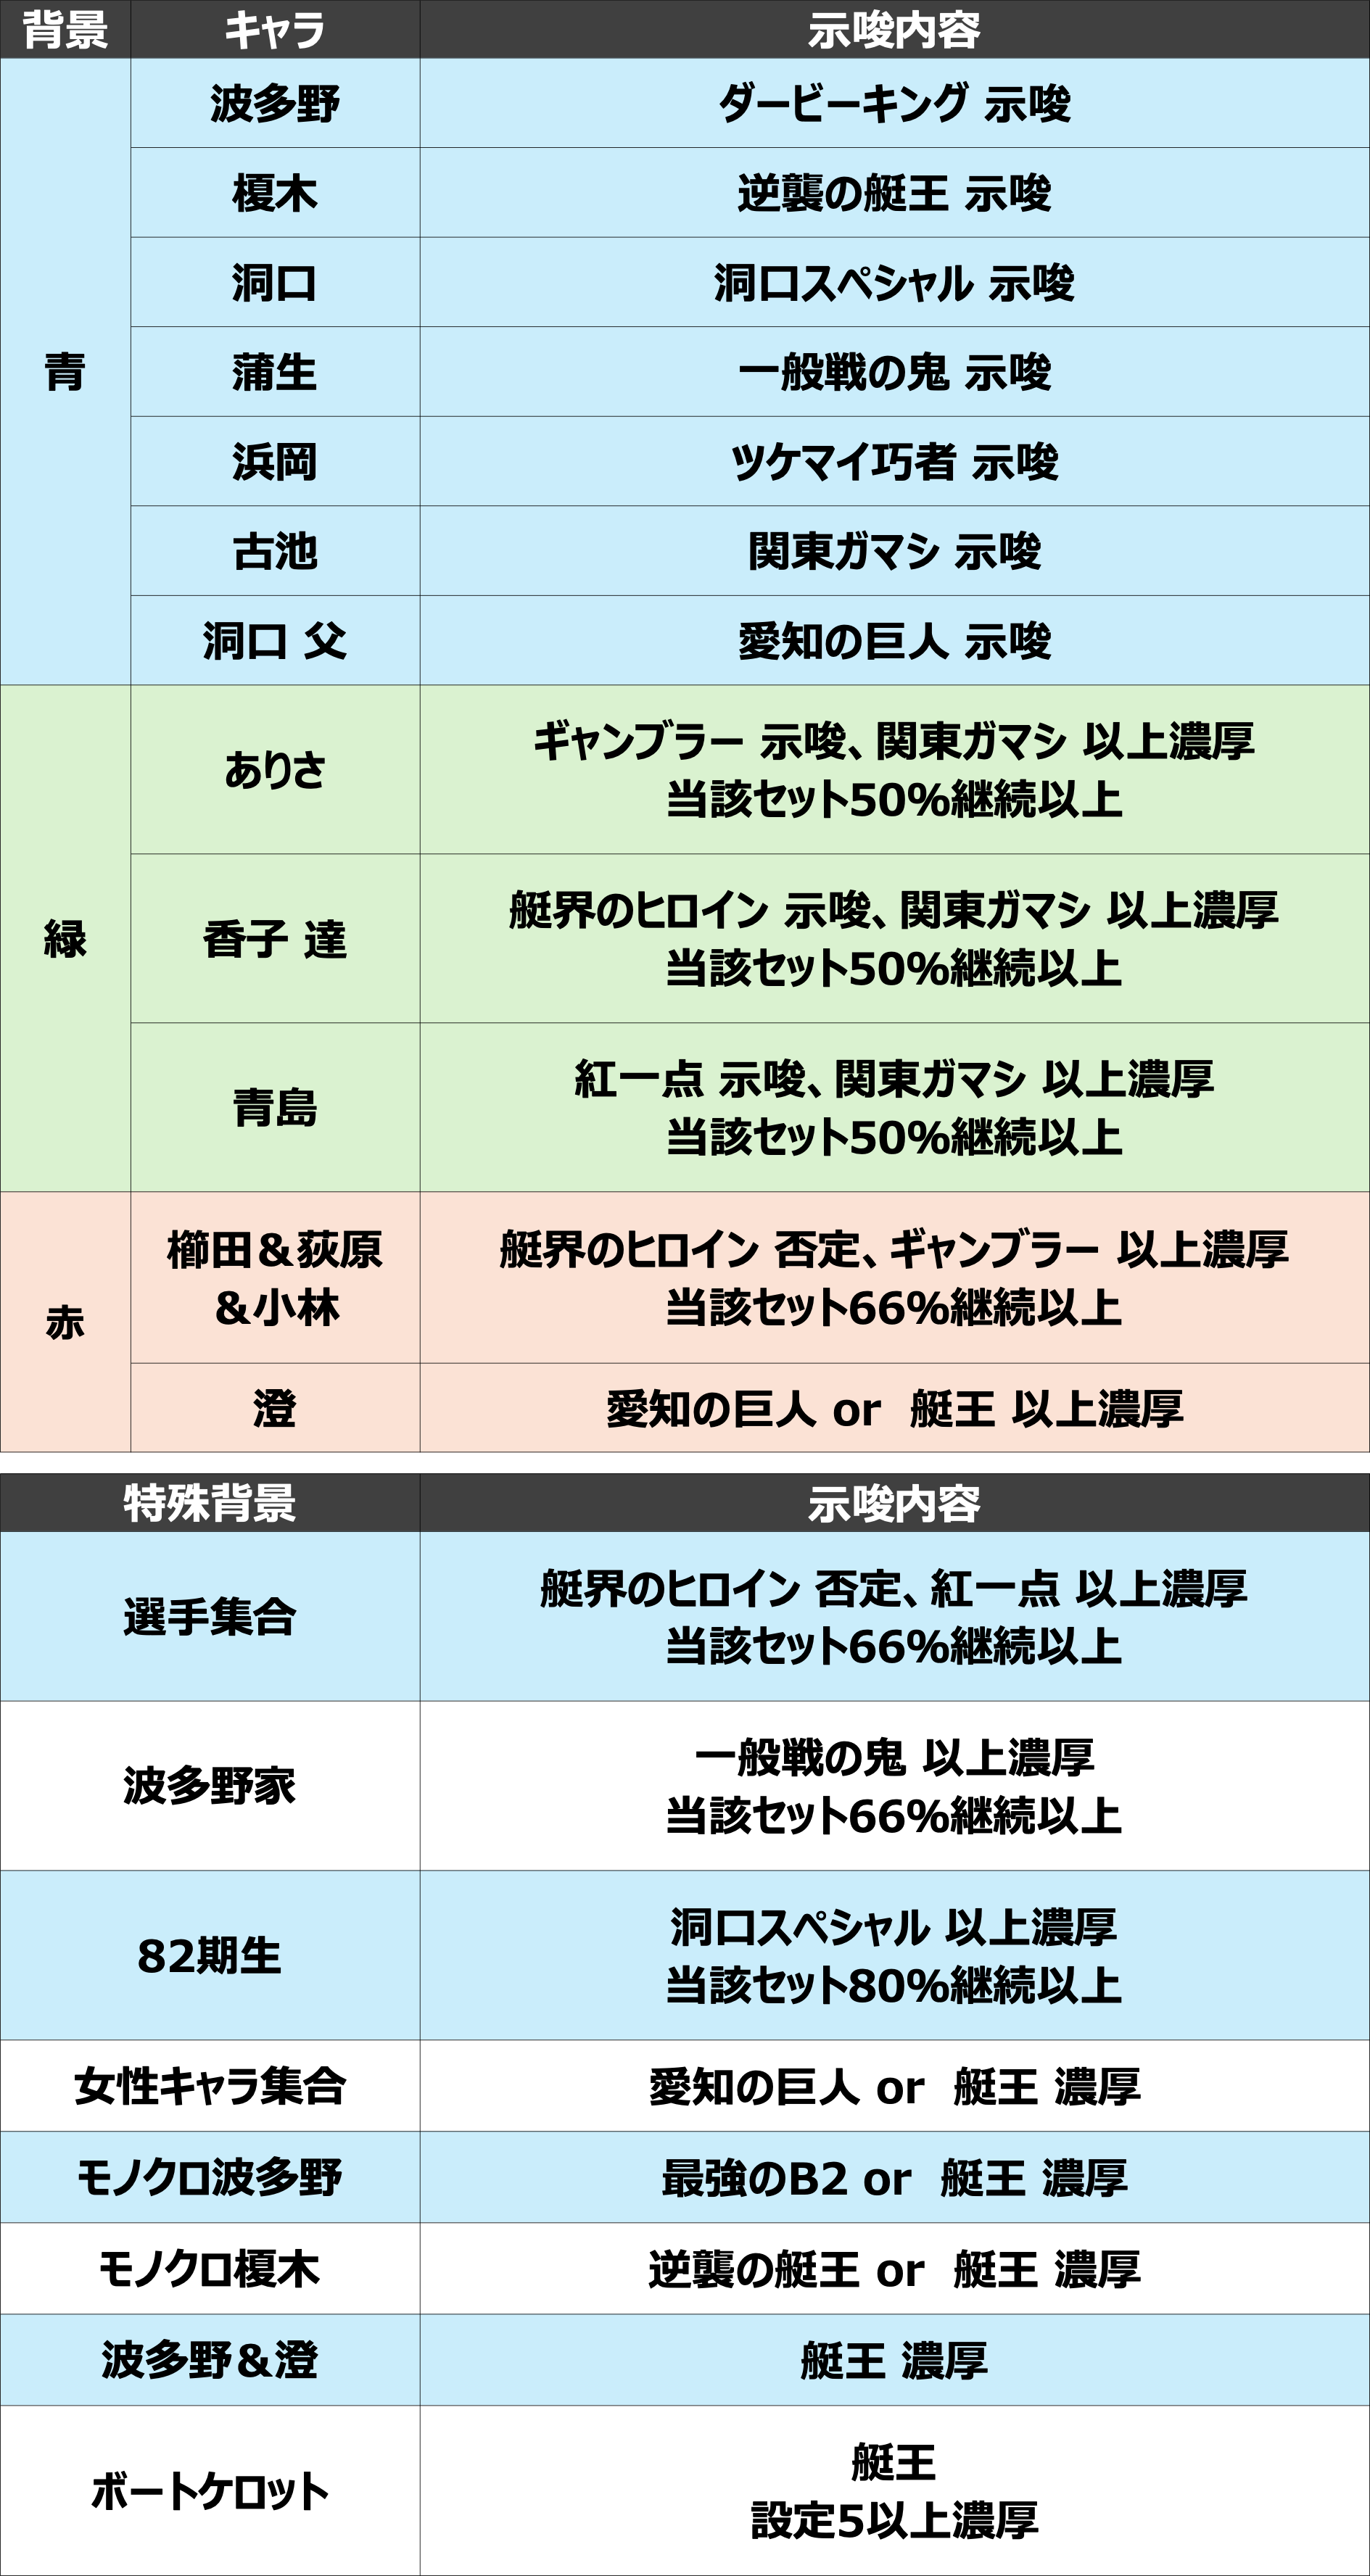 背景 キャラ 示唆内容
青
波多野 ダービーキング 示唆
榎木 逆襲の艇王 示唆
洞口 洞口スペシャル 示唆
蒲生 一般戦の鬼 示唆
浜岡 ツケマイ巧者 示唆
古池 関東ガマシ 示唆
洞口 父 愛知の巨人 示唆
緑
ありさ
ギャンブラー 示唆、関東ガマシ 以上濃厚
当該セット50%継続以上
香子 達
艇界のヒロイン 示唆、関東ガマシ 以上濃厚
当該セット50%継続以上
青島
紅一点 示唆、関東ガマシ 以上濃厚
当該セット50%継続以上
赤
櫛田＆荻原
＆小林
艇界のヒロイン 否定、ギャンブラー 以上濃厚
当該セット66%継続以上
澄 愛知の巨人 or 艇王 以上濃厚
特殊背景 示唆内容
選手集合
艇界のヒロイン 否定、紅一点 以上濃厚
当該セット66%継続以上
波多野家
一般戦の鬼 以上濃厚
当該セット66%継続以上
82期生
洞口スペシャル 以上濃厚
当該セット80%継続以上
女性キャラ集合 愛知の巨人 or 艇王 濃厚
モノクロ波多野 最強のB2 or 艇王 濃厚
モノクロ榎木 逆襲の艇王 or 艇王 濃厚
波多野＆澄 艇王 濃厚
ボートケロット
艇王
設定5以上濃厚